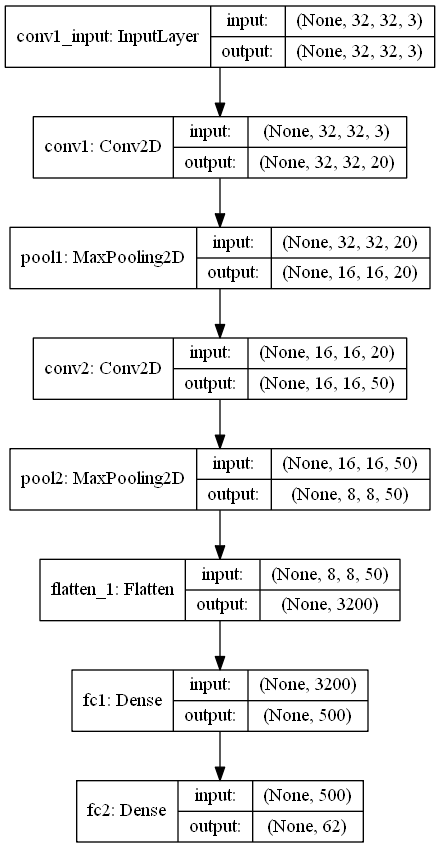 conv1_input: InputLayer
input: (None, 32, 32, 3)
output: (None, 32, 32, 3)
conv1: Conv2D
input: (None, 32, 32, 3)
output: (None, 32, 32, 20)
pool1: MaxPooling2D
input: (None, 32, 32, 20)
output: (None, 16, 16, 20)
conv2: Conv2D
input: (None, 16, 16, 20)
output: (None, 16, 16, 50)
pool2: MaxPooling2D
input: (None, 16, 16, 50)
output: (None, 8, 8, 50)
flatten_1: Flatten
input: (None, 8, 8, 50)
output: (None, 3200)
fc1: Dense
input: (None, 3200)
output: (None, 500)
fc2: Dense
input: (None, 500)
output: (None, 62)